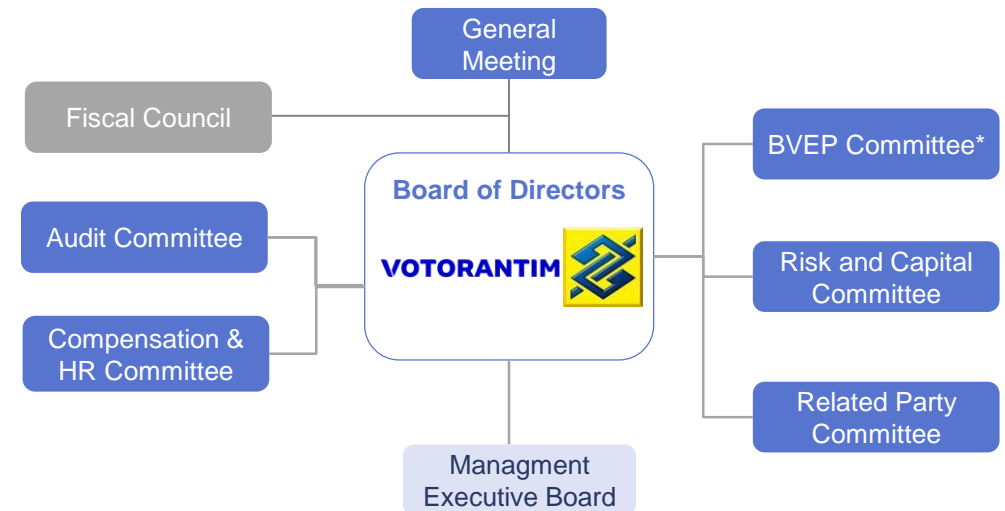 General
Meeting
Fiscal Council
BVEP Committee*
Board of Directors
Audit Committee
VOTORANTIM
Risk and Capital
Committee
Compensation &
HR Committee
Related Party
Committee
Managment
Executive Board